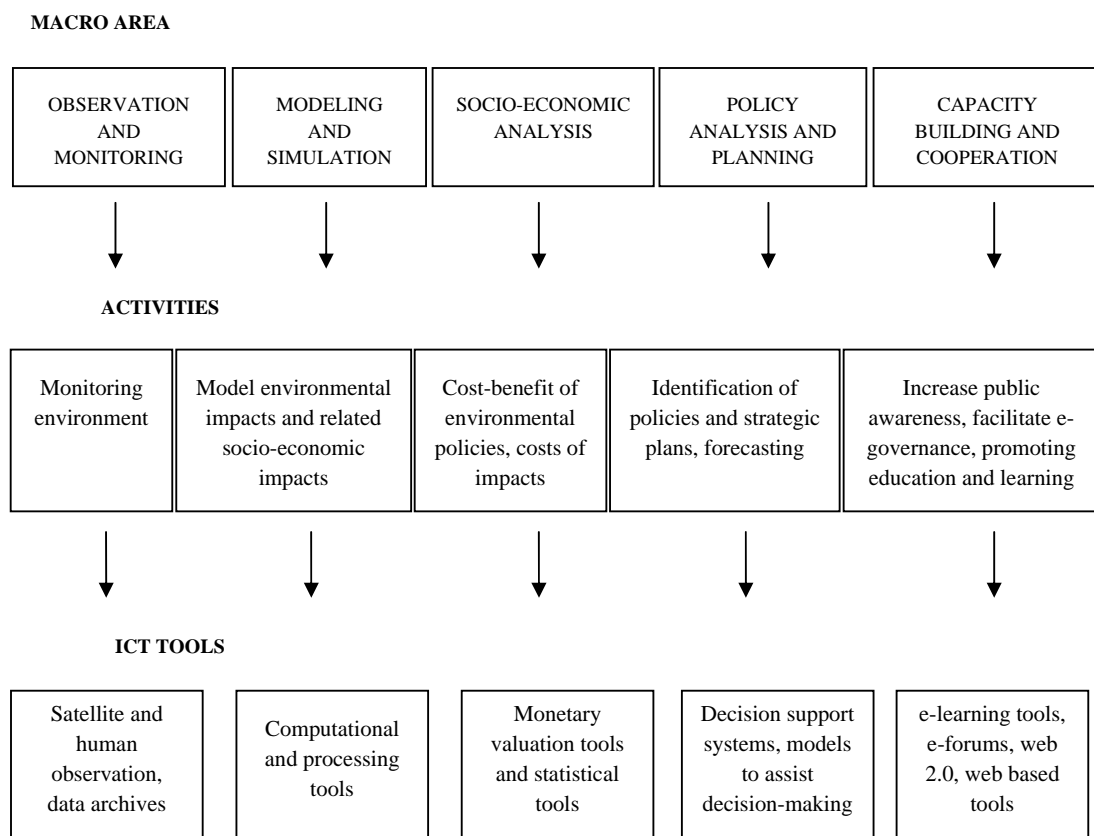 MACRO AREA
OBSERVATION
AND
MONITORING
MODELING
AND
SIMULATION
SOCIO-ECONOMIC
ANALYSIS
POLICY
ANALYSIS AND
PLANNING
CAPACITY
BUILDING AND
COOPERATION
ACTIVITIES
Monitoring
environment
Model environmental
impacts and related
socio-economic
impacts
Cost-benefit of
environmental
policies, costs of
impacts
Identification of
policies and strategic
plans, forecasting
Increase public
awareness, facilitate e-
governance, promoting
education and learning
ICT TOOLS
Satellite and
human
observation,
data archives
Computational
and processing
tools
Monetary
valuation tools
and statistical
tools
Decision support
systems, models
to assist
decision-making
e-learning tools,
e-forums, web
2.0, web based
tools